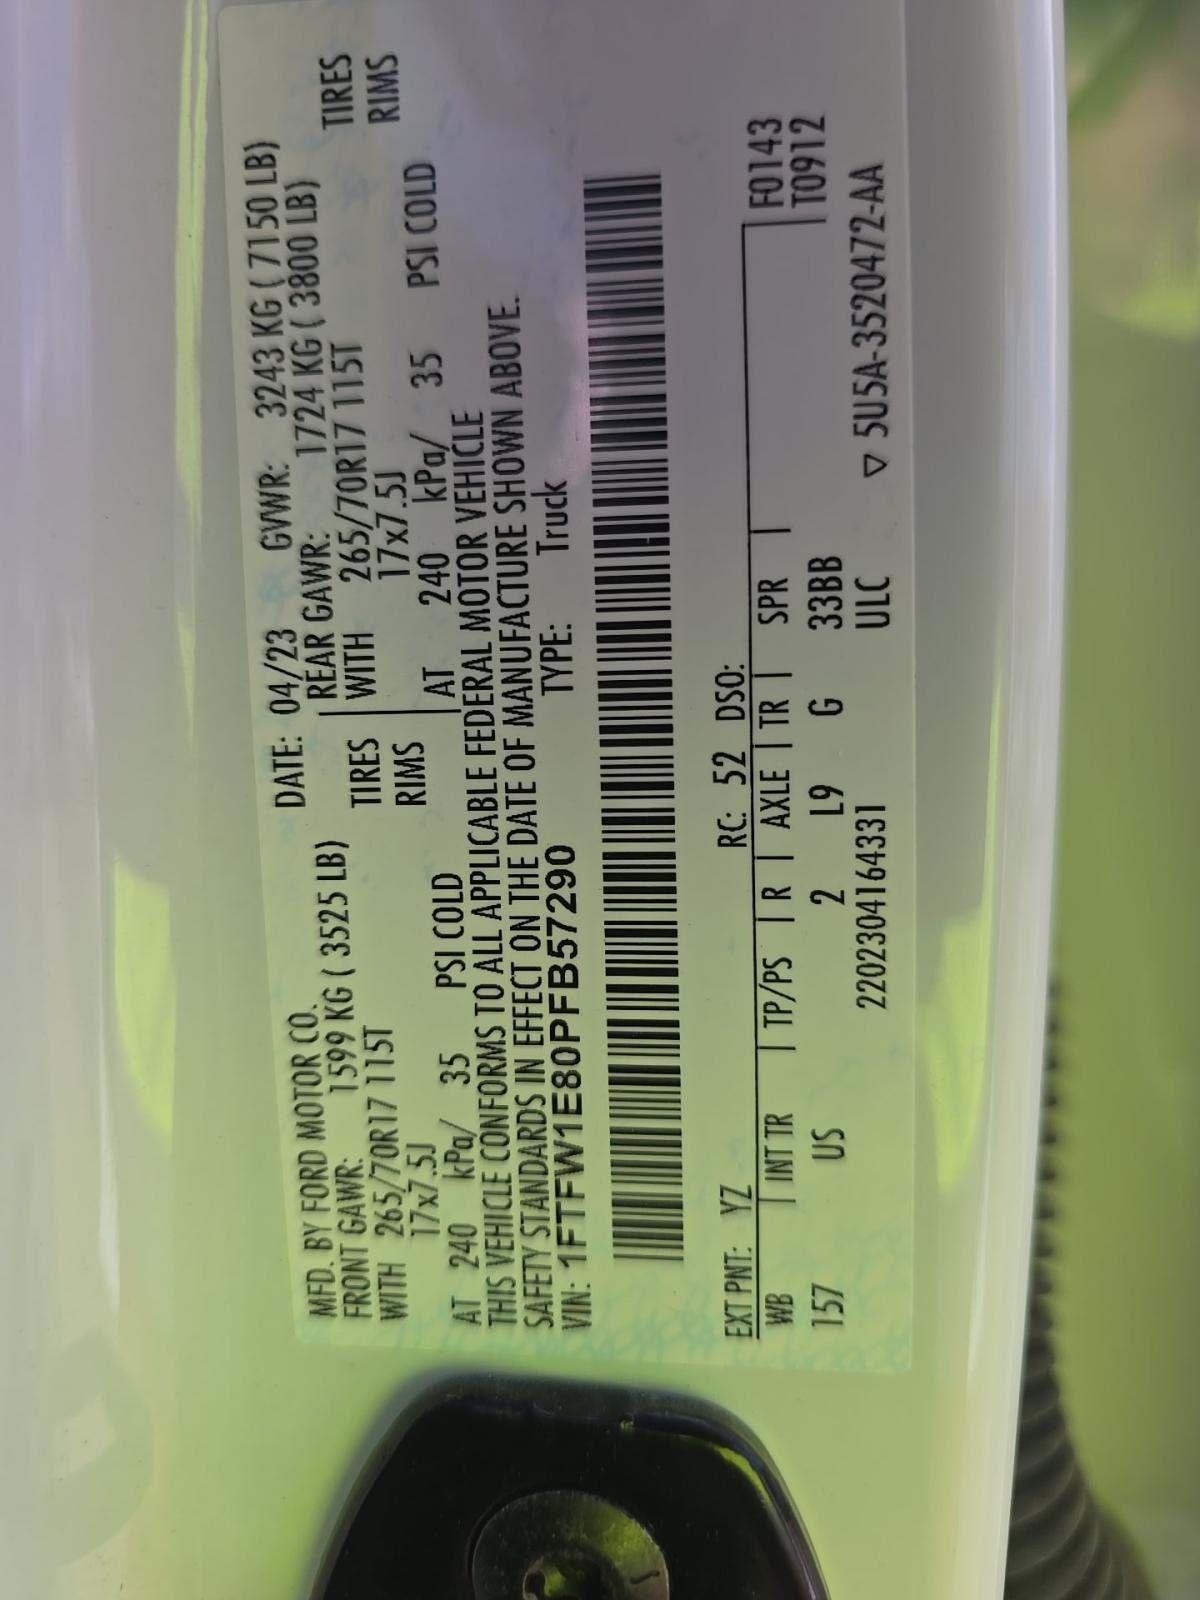 MFD. BY FORD MOTOR CO. DATE: 04/23 GVWR: 3243 KG ( 7150 LB)
FRONT GAWR: 1599 KG ( 3525 LB) REAR GAWR: 1724 KG ( 3800 LB)
WITH 265/70R17 115T TIRES WITH 265/70R17 115T TIRES
17x7.5J RIMS 17x7.5J RIMS
AT 240 kPa/ 35 PSI COLD AT 240 kPa/ 35 PSI COLD
THIS VEHICLE CONFORMS TO ALL APPLICABLE FEDERAL MOTOR VEHICLE
SAFETY STANDARDS IN EFFECT ON THE DATE OF MANUFACTURE SHOWN ABOVE.
VIN: 1FTFW1E80PFB57290 TYPE: Truck
EXT PNT: YZ RC: 52 DSO: F0143
WB | INT TR | TP/PS | R | AXLE | TR | SPR | T0912
157 US 2 L9 G 33BB
2202304164331 ULC ▽ 5U5A-3520472-AA